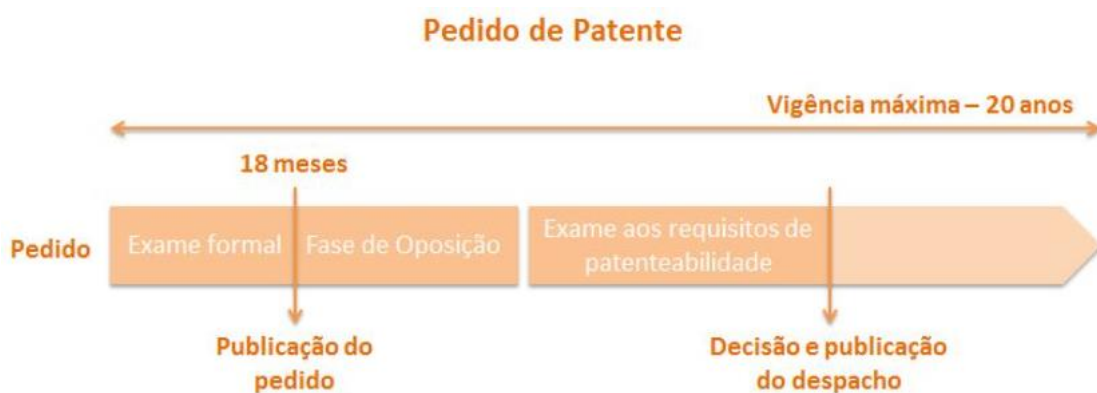 Pedido de Patente
Vigência máxima – 20 anos
18 meses
Pedido
Exame formal
Fase de Oposição
Exame aos requisitos de
patenteabilidade
Publicação do
pedido
Decisão e publicação
do despacho